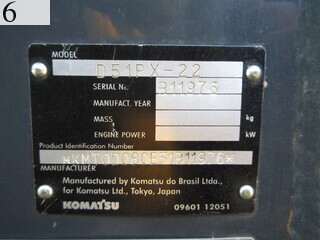 6
MODEL
D51PX-22
SERIAL No.
B11976
MANUFACT. YEAR
MASS kg
ENGINE POWER kW
Product Identification Number
MANUFACTURER
Manufactured by Komatsu do Brasil Ltda.,
for Komatsu Ltd., Tokyo, Japan
KOMATSU 09601 12051